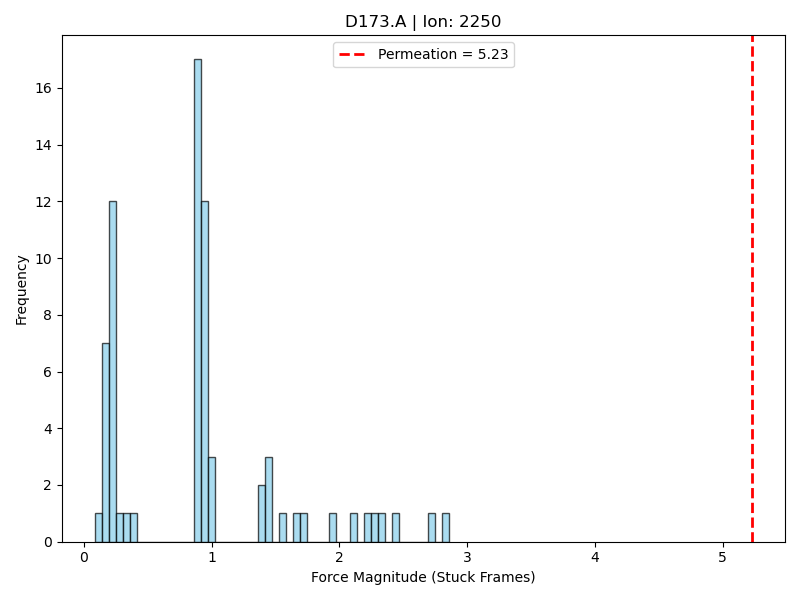 D173.A | Ion: 2250
Permeation = 5.23
16
14
12
10
8
6
4
2
0
Frequency
0 1 2 3 4 5
Force Magnitude (Stuck Frames)